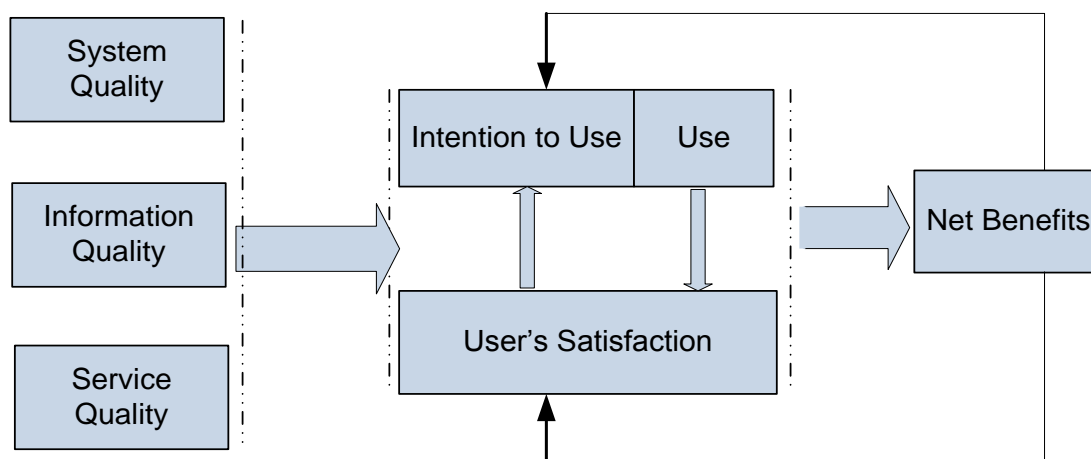 System
Quality
Information
Quality
Service
Quality
Intention to Use
Use
User’s Satisfaction
Net Benefits